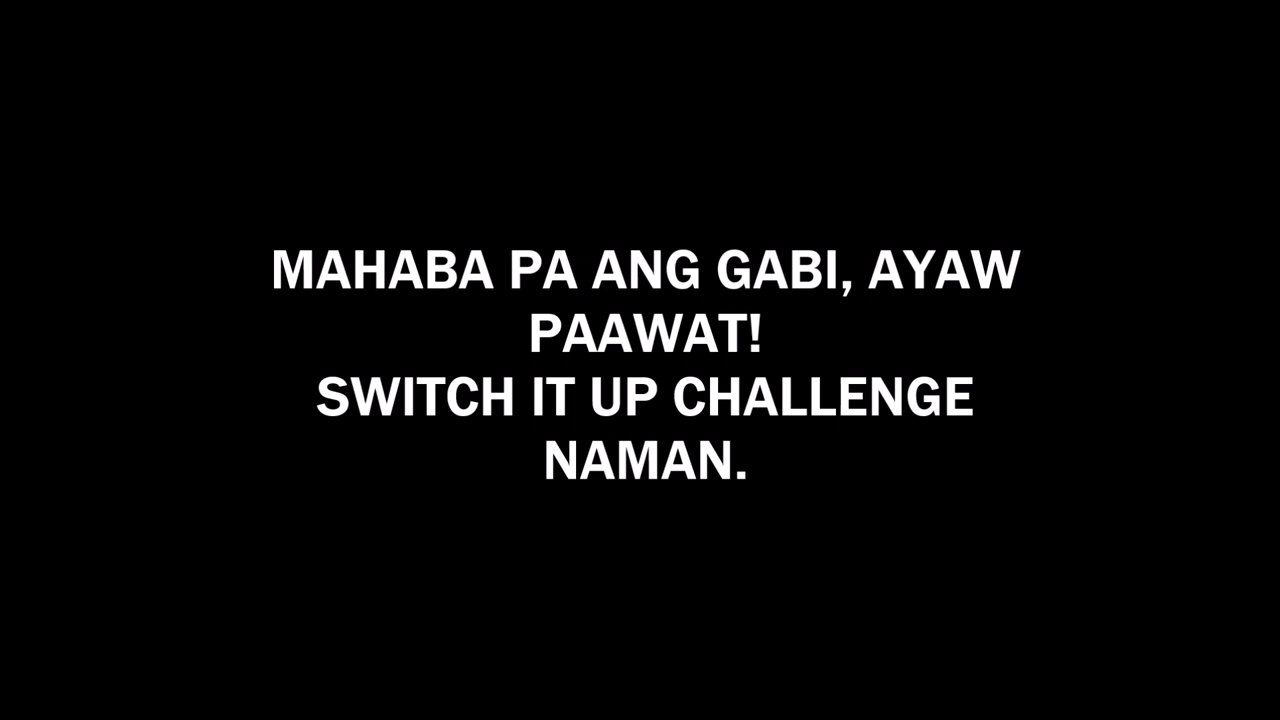 MAHABA PA ANG GABI, AYAW
PAAWAT!
SWITCH IT UP CHALLENGE
NAMAN.